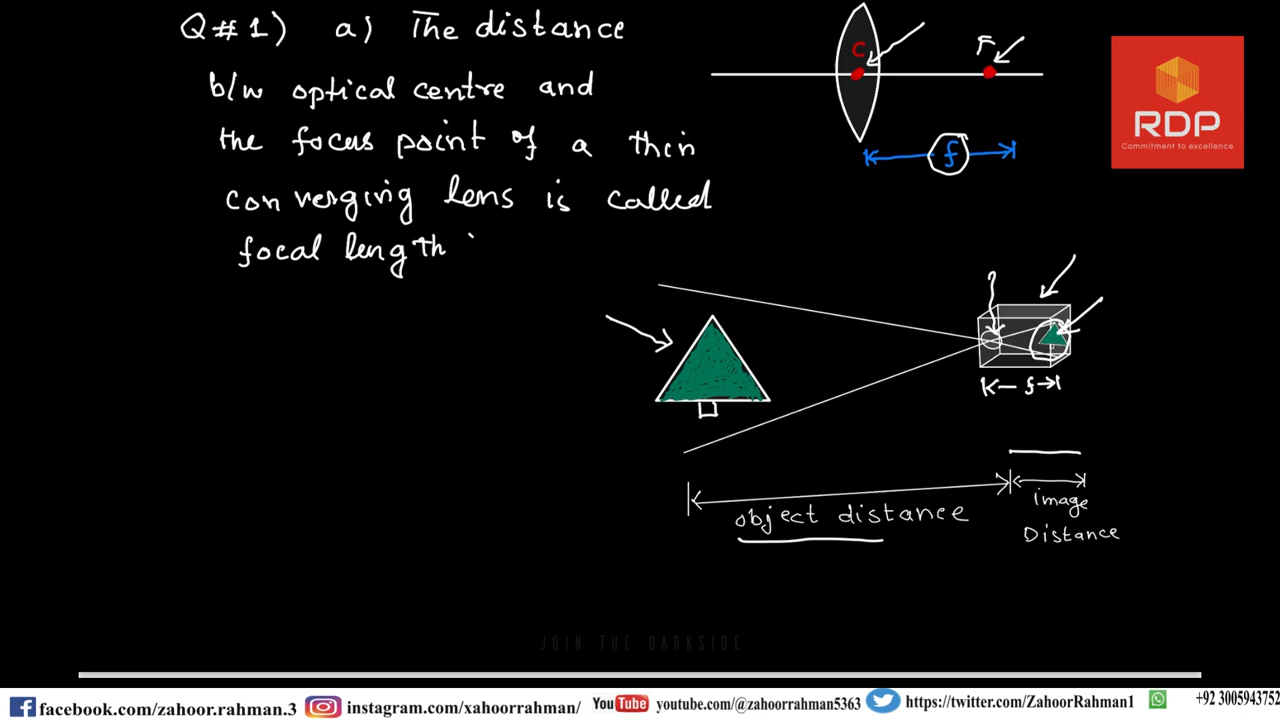 Q#1) a) The distance
b/w optical centre and
the focus point of a thin
converging lens is called
focal length.
C
F
f
RDP
Commitment to excellence
f
object distance
image
Distance
JOIN THE DARKSIDE
facebook.com/zahoor.rahman.3
instagram.com/xahoorrahman/
YouTube
youtube.com/@zahoorrahman5363
https://twitter.com/ZahoorRahman1
+92 3005943752